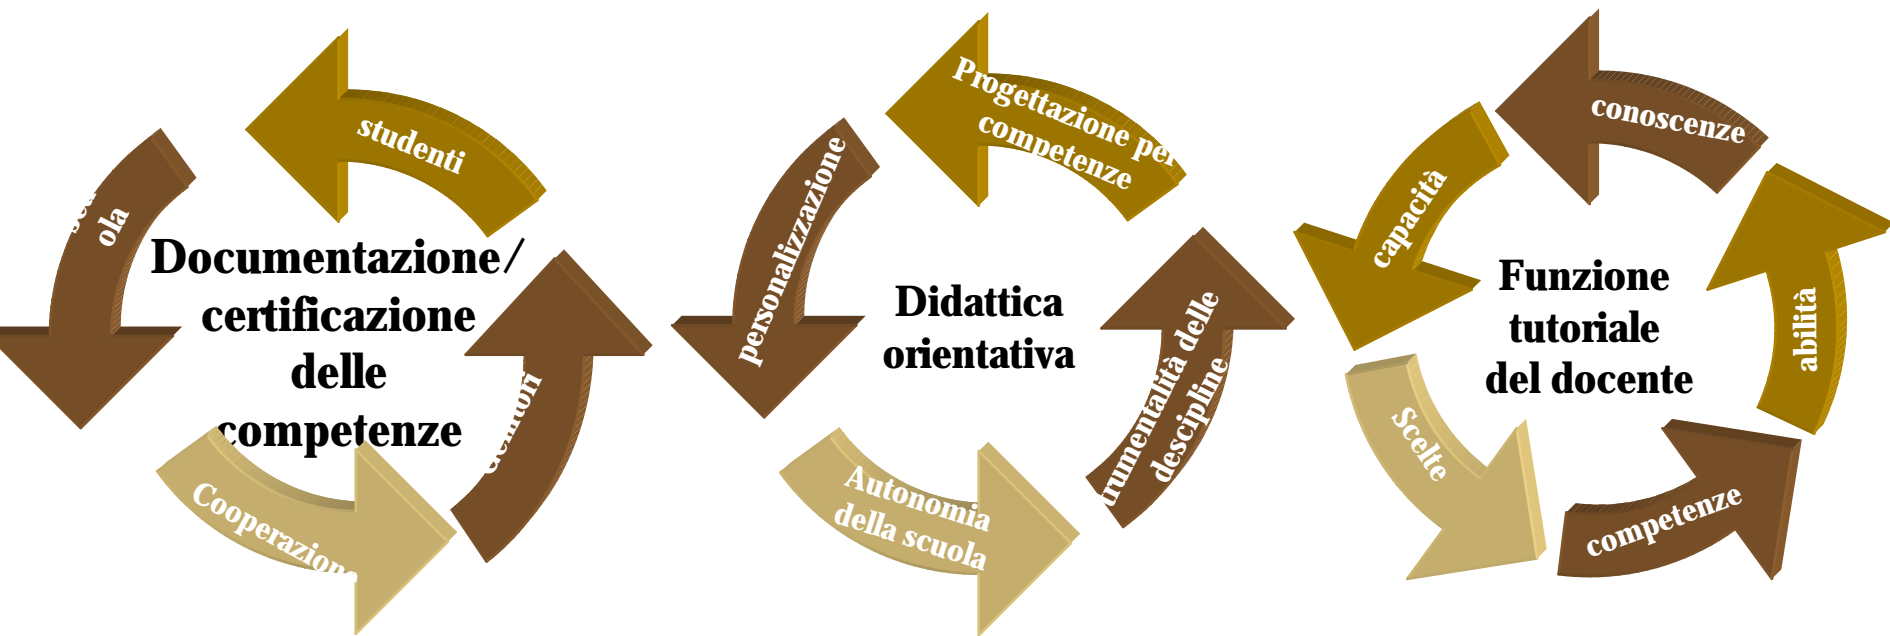 studenti
ola
Documentazione/
certificazione
delle
competenze
Cooperazione
Progettazione per
competenze
personalizzazione
Didattica
orientativa
Autonomia
della scuola
trumentalità delle
descipline
conoscenze
capacità
Funzione
tutoriale
del docente
abilità
Scelte
competenze